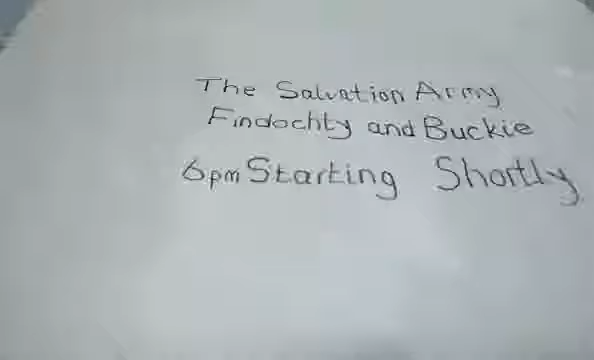 The Salvation Army
Findochty and Buckie
6pm Starting Shortly